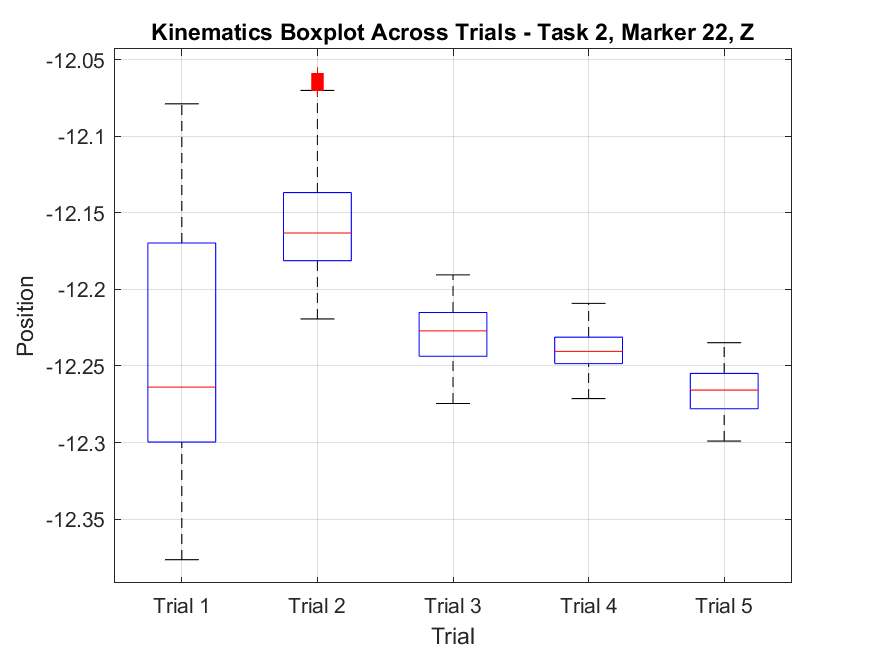 Kinematics Boxplot Across Trials - Task 2, Marker 22, Z
-12.05
-12.1
-12.15
-12.2
-12.25
-12.3
-12.35
Position
Trial 1 Trial 2 Trial 3 Trial 4 Trial 5
Trial